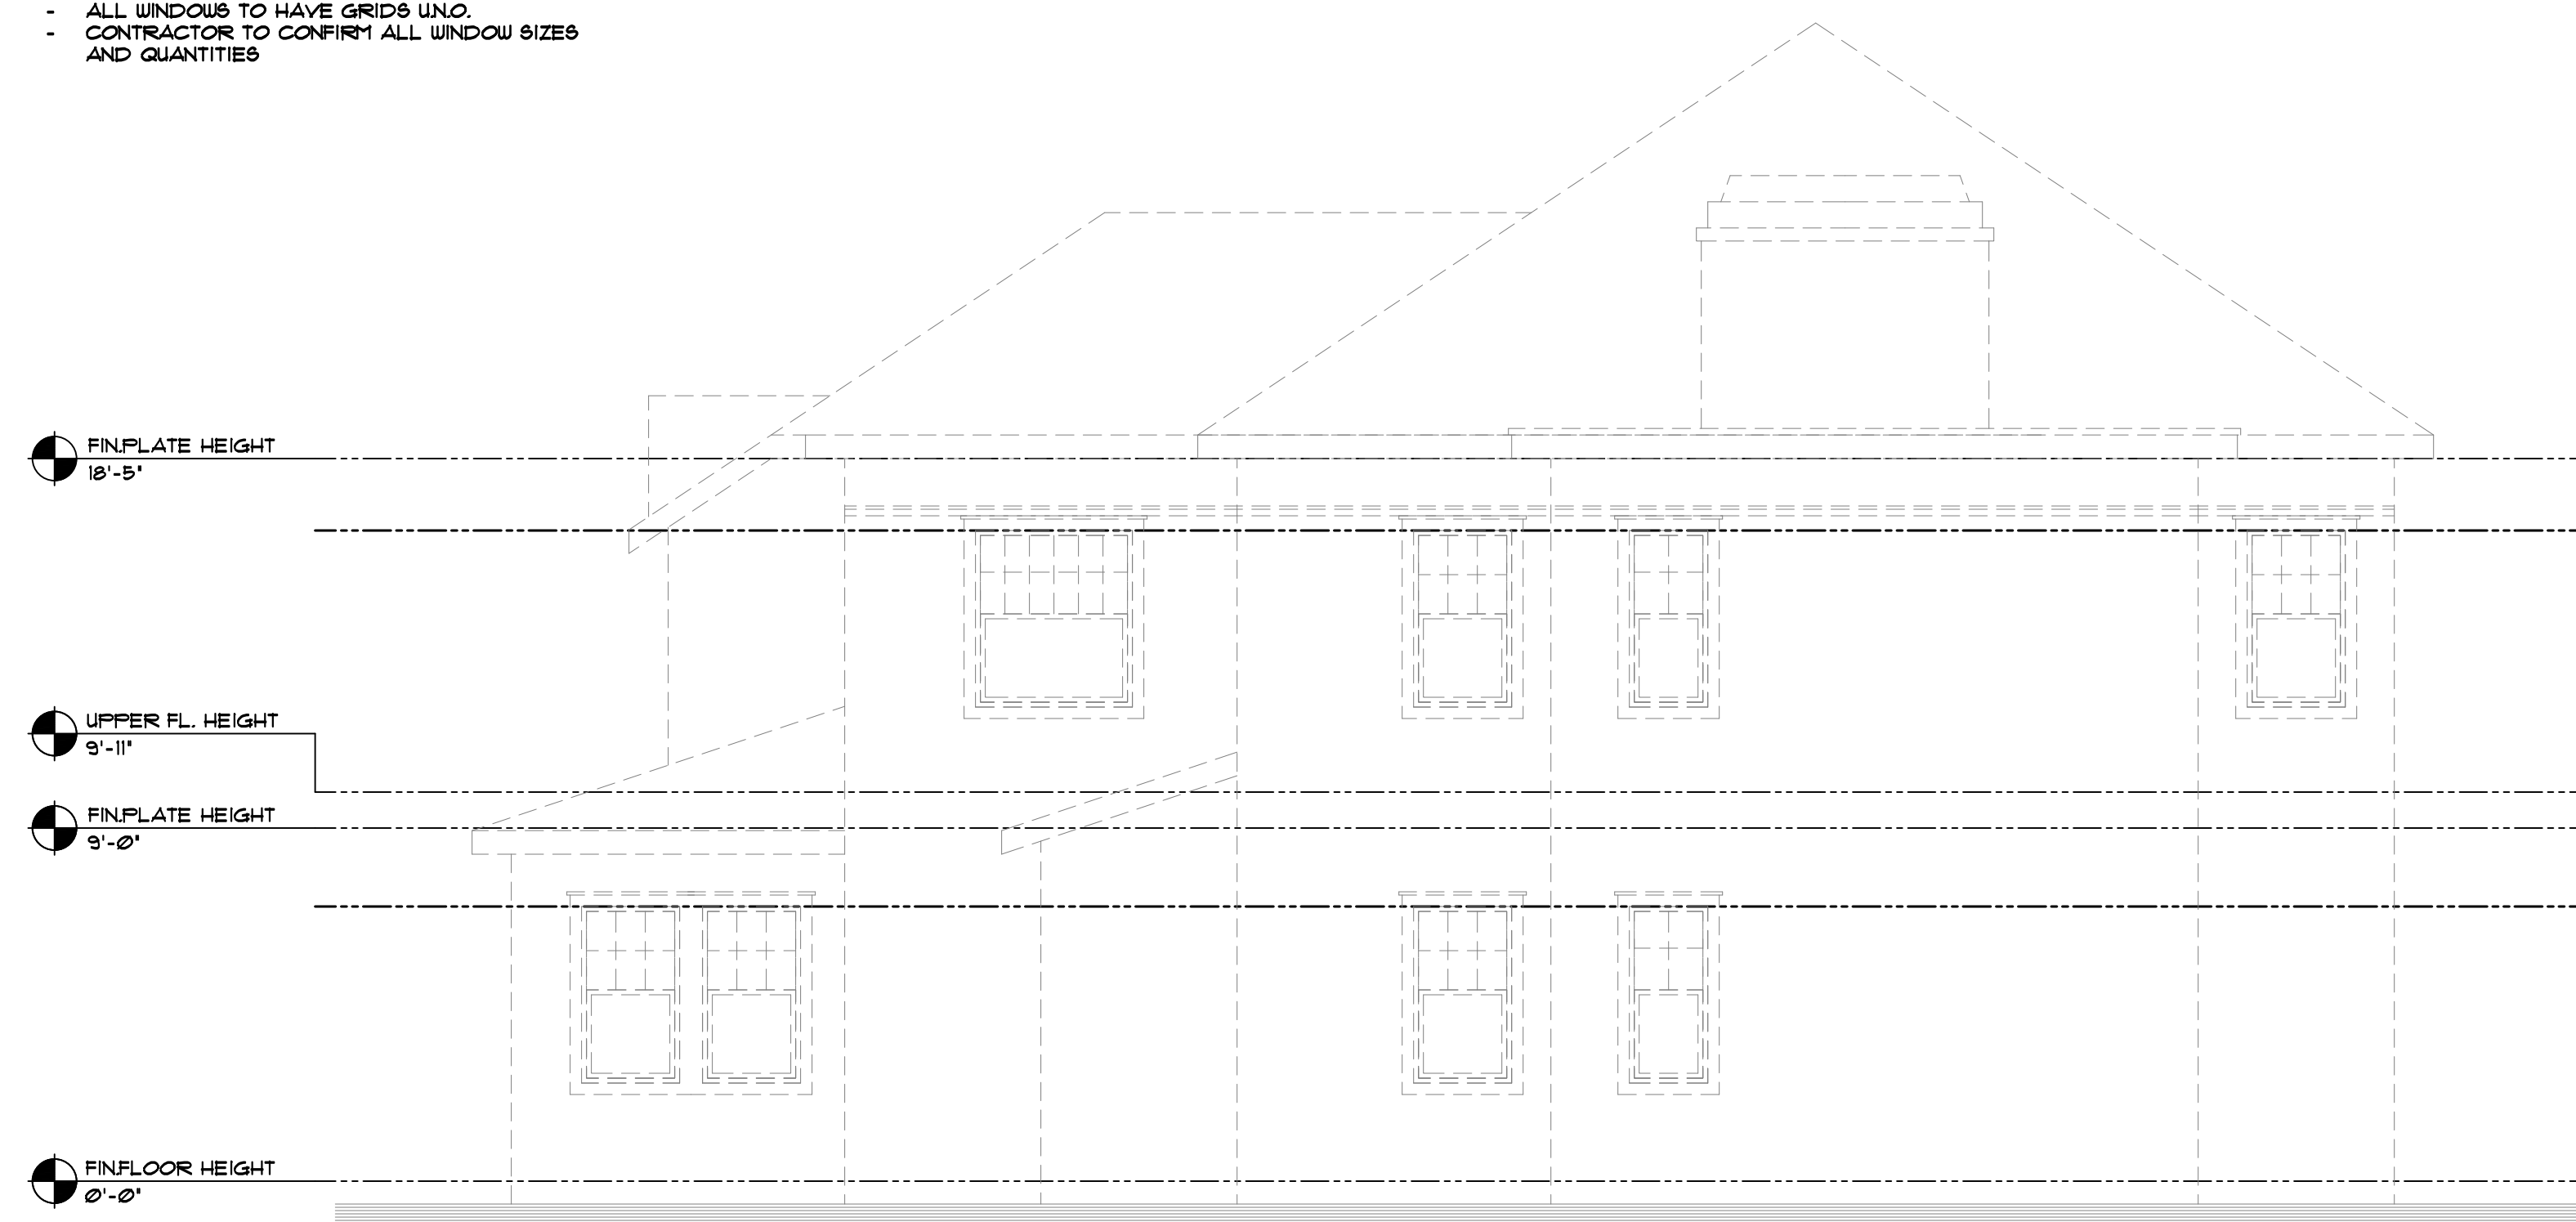 - ALL WINDOWS TO HAVE GRIDS U.N.O.
- CONTRACTOR TO CONFIRM ALL WINDOW SIZES
AND QUANTITIES
FIN.PLATE HEIGHT
18'-5"
UPPER FL. HEIGHT
9'-11"
FIN.PLATE HEIGHT
9'-0"
FIN.FLOOR HEIGHT
0'-0"